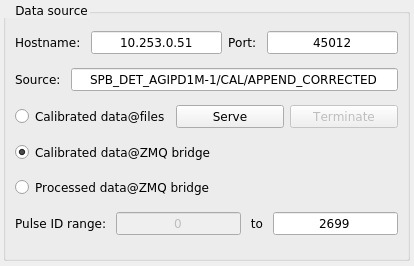 Data source
Hostname: 10.253.0.51 Port: 45012
Source: SPB_DET_AGIPD1M-1/CAL/APPEND_CORRECTED
Calibrated data@files Serve Terminate
Calibrated data@ZMQ bridge
Processed data@ZMQ bridge
Pulse ID range: 0 to 2699